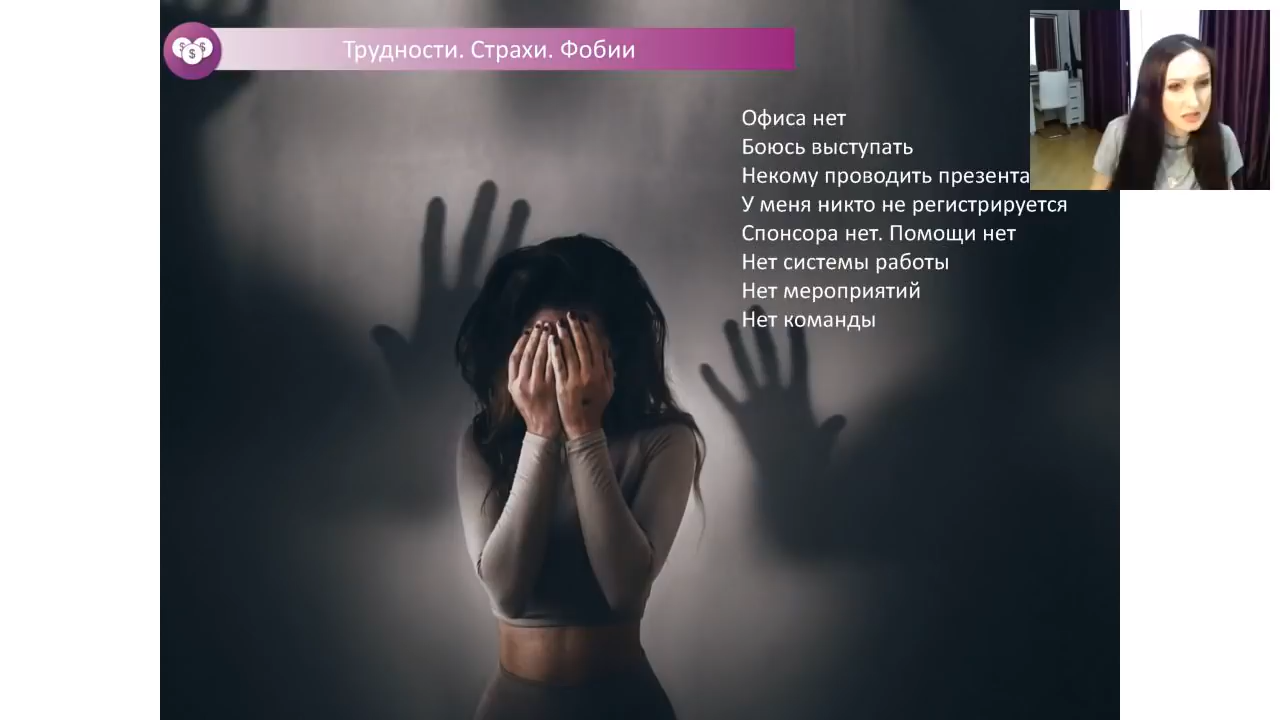 Трудности. Страхи. Фобии
$ $
$
Офиса нет
Боюсь выступать
Некому проводить
У меня никто не регистрируется
Спонсора нет. Помощи нет
Нет системы работы
Нет мероприятий
Нет команды